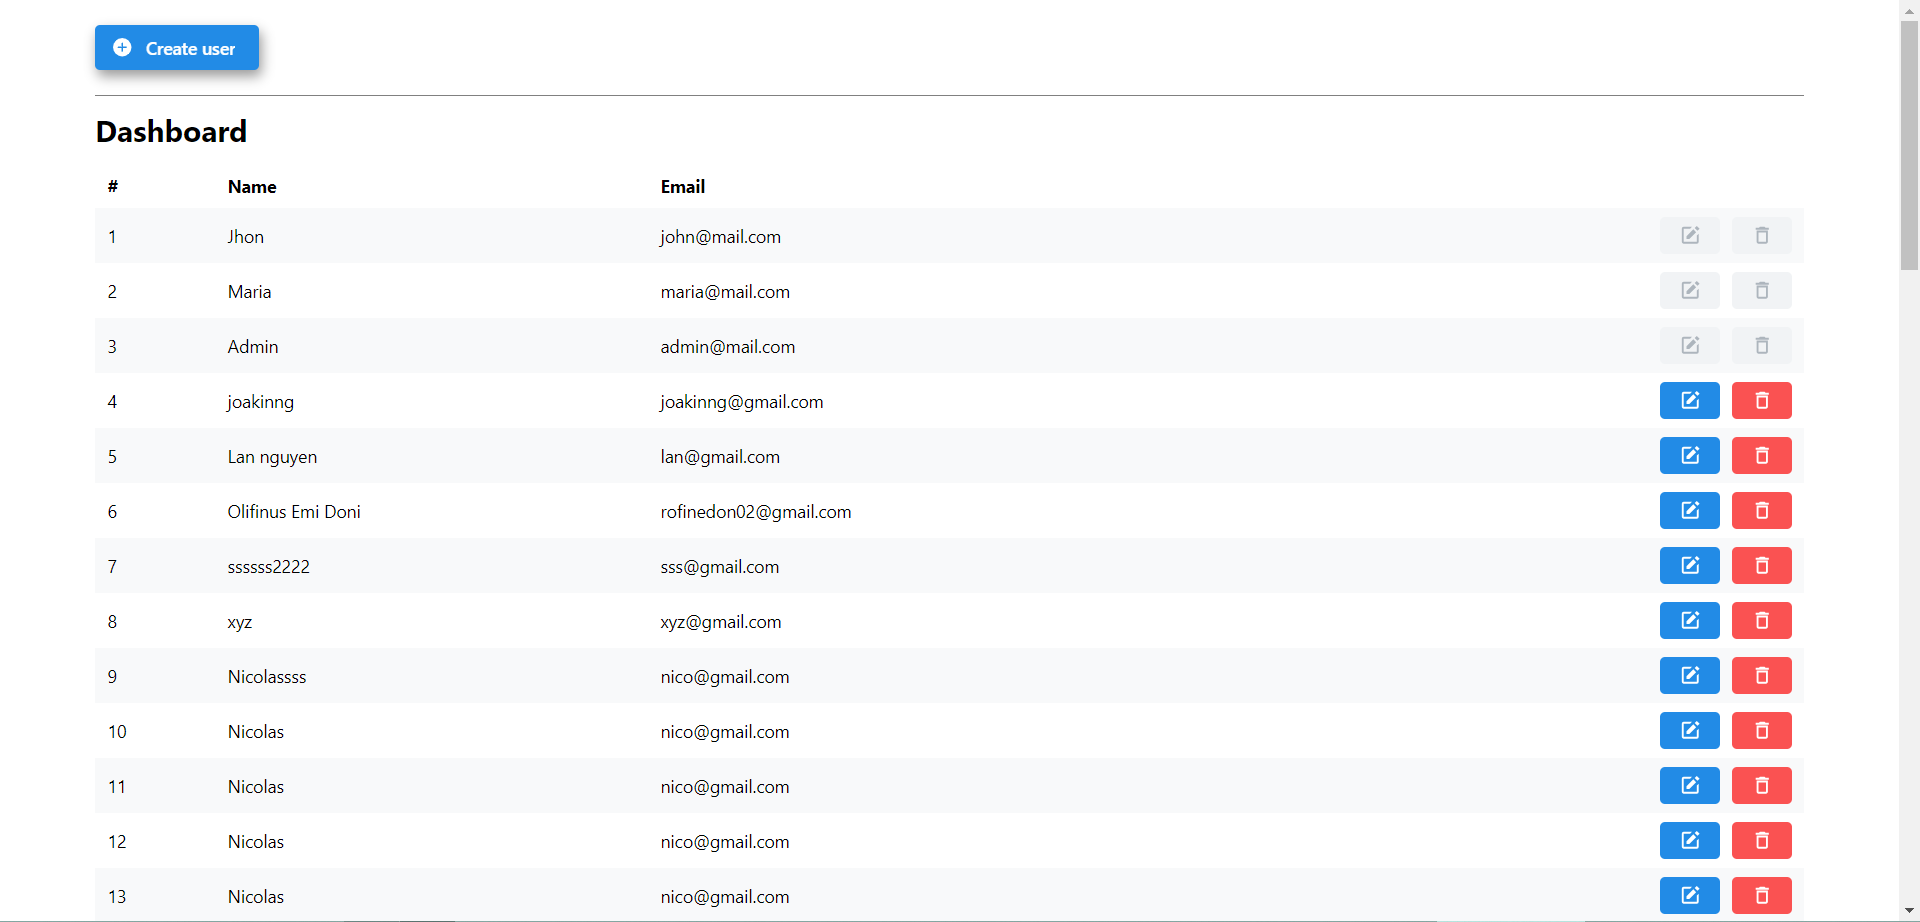 Create user
Dashboard
# Name Email
1 Jhon john@mail.com
2 Maria maria@mail.com
3 Admin admin@mail.com
4 joakinng joakinng@gmail.com
5 Lan nguyen lan@gmail.com
6 Olifinus Emi Doni rofinedon02@gmail.com
7 ssssss2222 sss@gmail.com
8 xyz xyz@gmail.com
9 Nicolassss nico@gmail.com
10 Nicolas nico@gmail.com
11 Nicolas nico@gmail.com
12 Nicolas nico@gmail.com
13 Nicolas nico@gmail.com